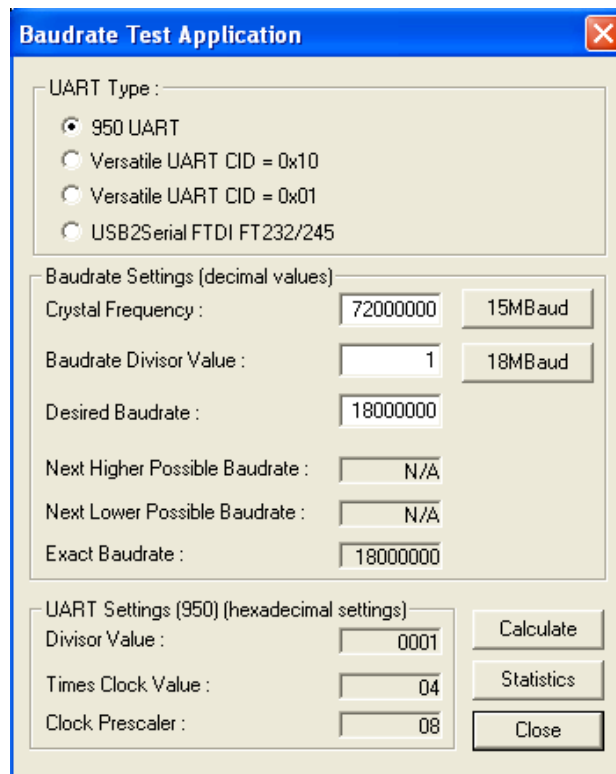 Baudrate Test Application
UART Type :
950 UART
Versatile UART CID = 0x10
Versatile UART CID = 0x01
USB2Serial FTDI FT232/245
Baudrate Settings (decimal values)
Crystal Frequency : 72000000 15MBaud
Baudrate Divisor Value : 1 18MBaud
Desired Baudrate : 18000000
Next Higher Possible Baudrate : N/A
Next Lower Possible Baudrate : N/A
Exact Baudrate : 18000000
UART Settings (950) (hexadecimal settings)
Divisor Value : 0001 Calculate
Times Clock Value : 04 Statistics
Clock Prescaler : 08 Close